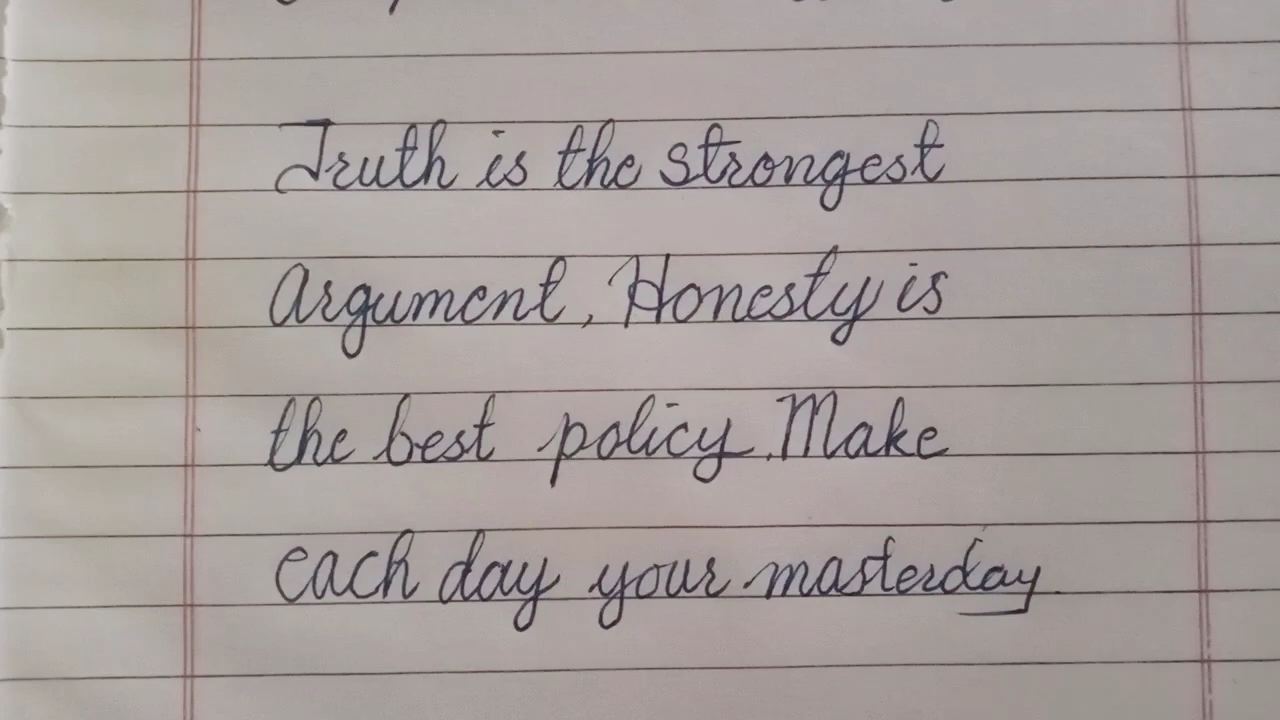 Truth is the strongest
argument, Honesty is
the best policy. Make
each day your masterday.